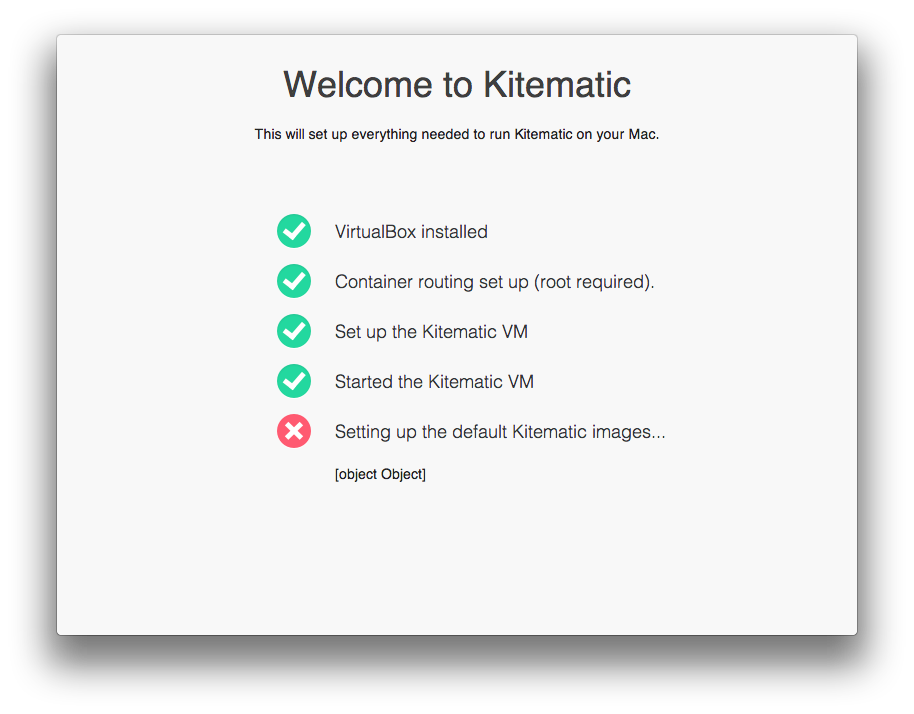 Welcome to Kitematic
This will set up everything needed to run Kitematic on your Mac.
VirtualBox installed
Container routing set up (root required).
Set up the Kitematic VM
Started the Kitematic VM
Setting up the default Kitematic images...
[object Object]